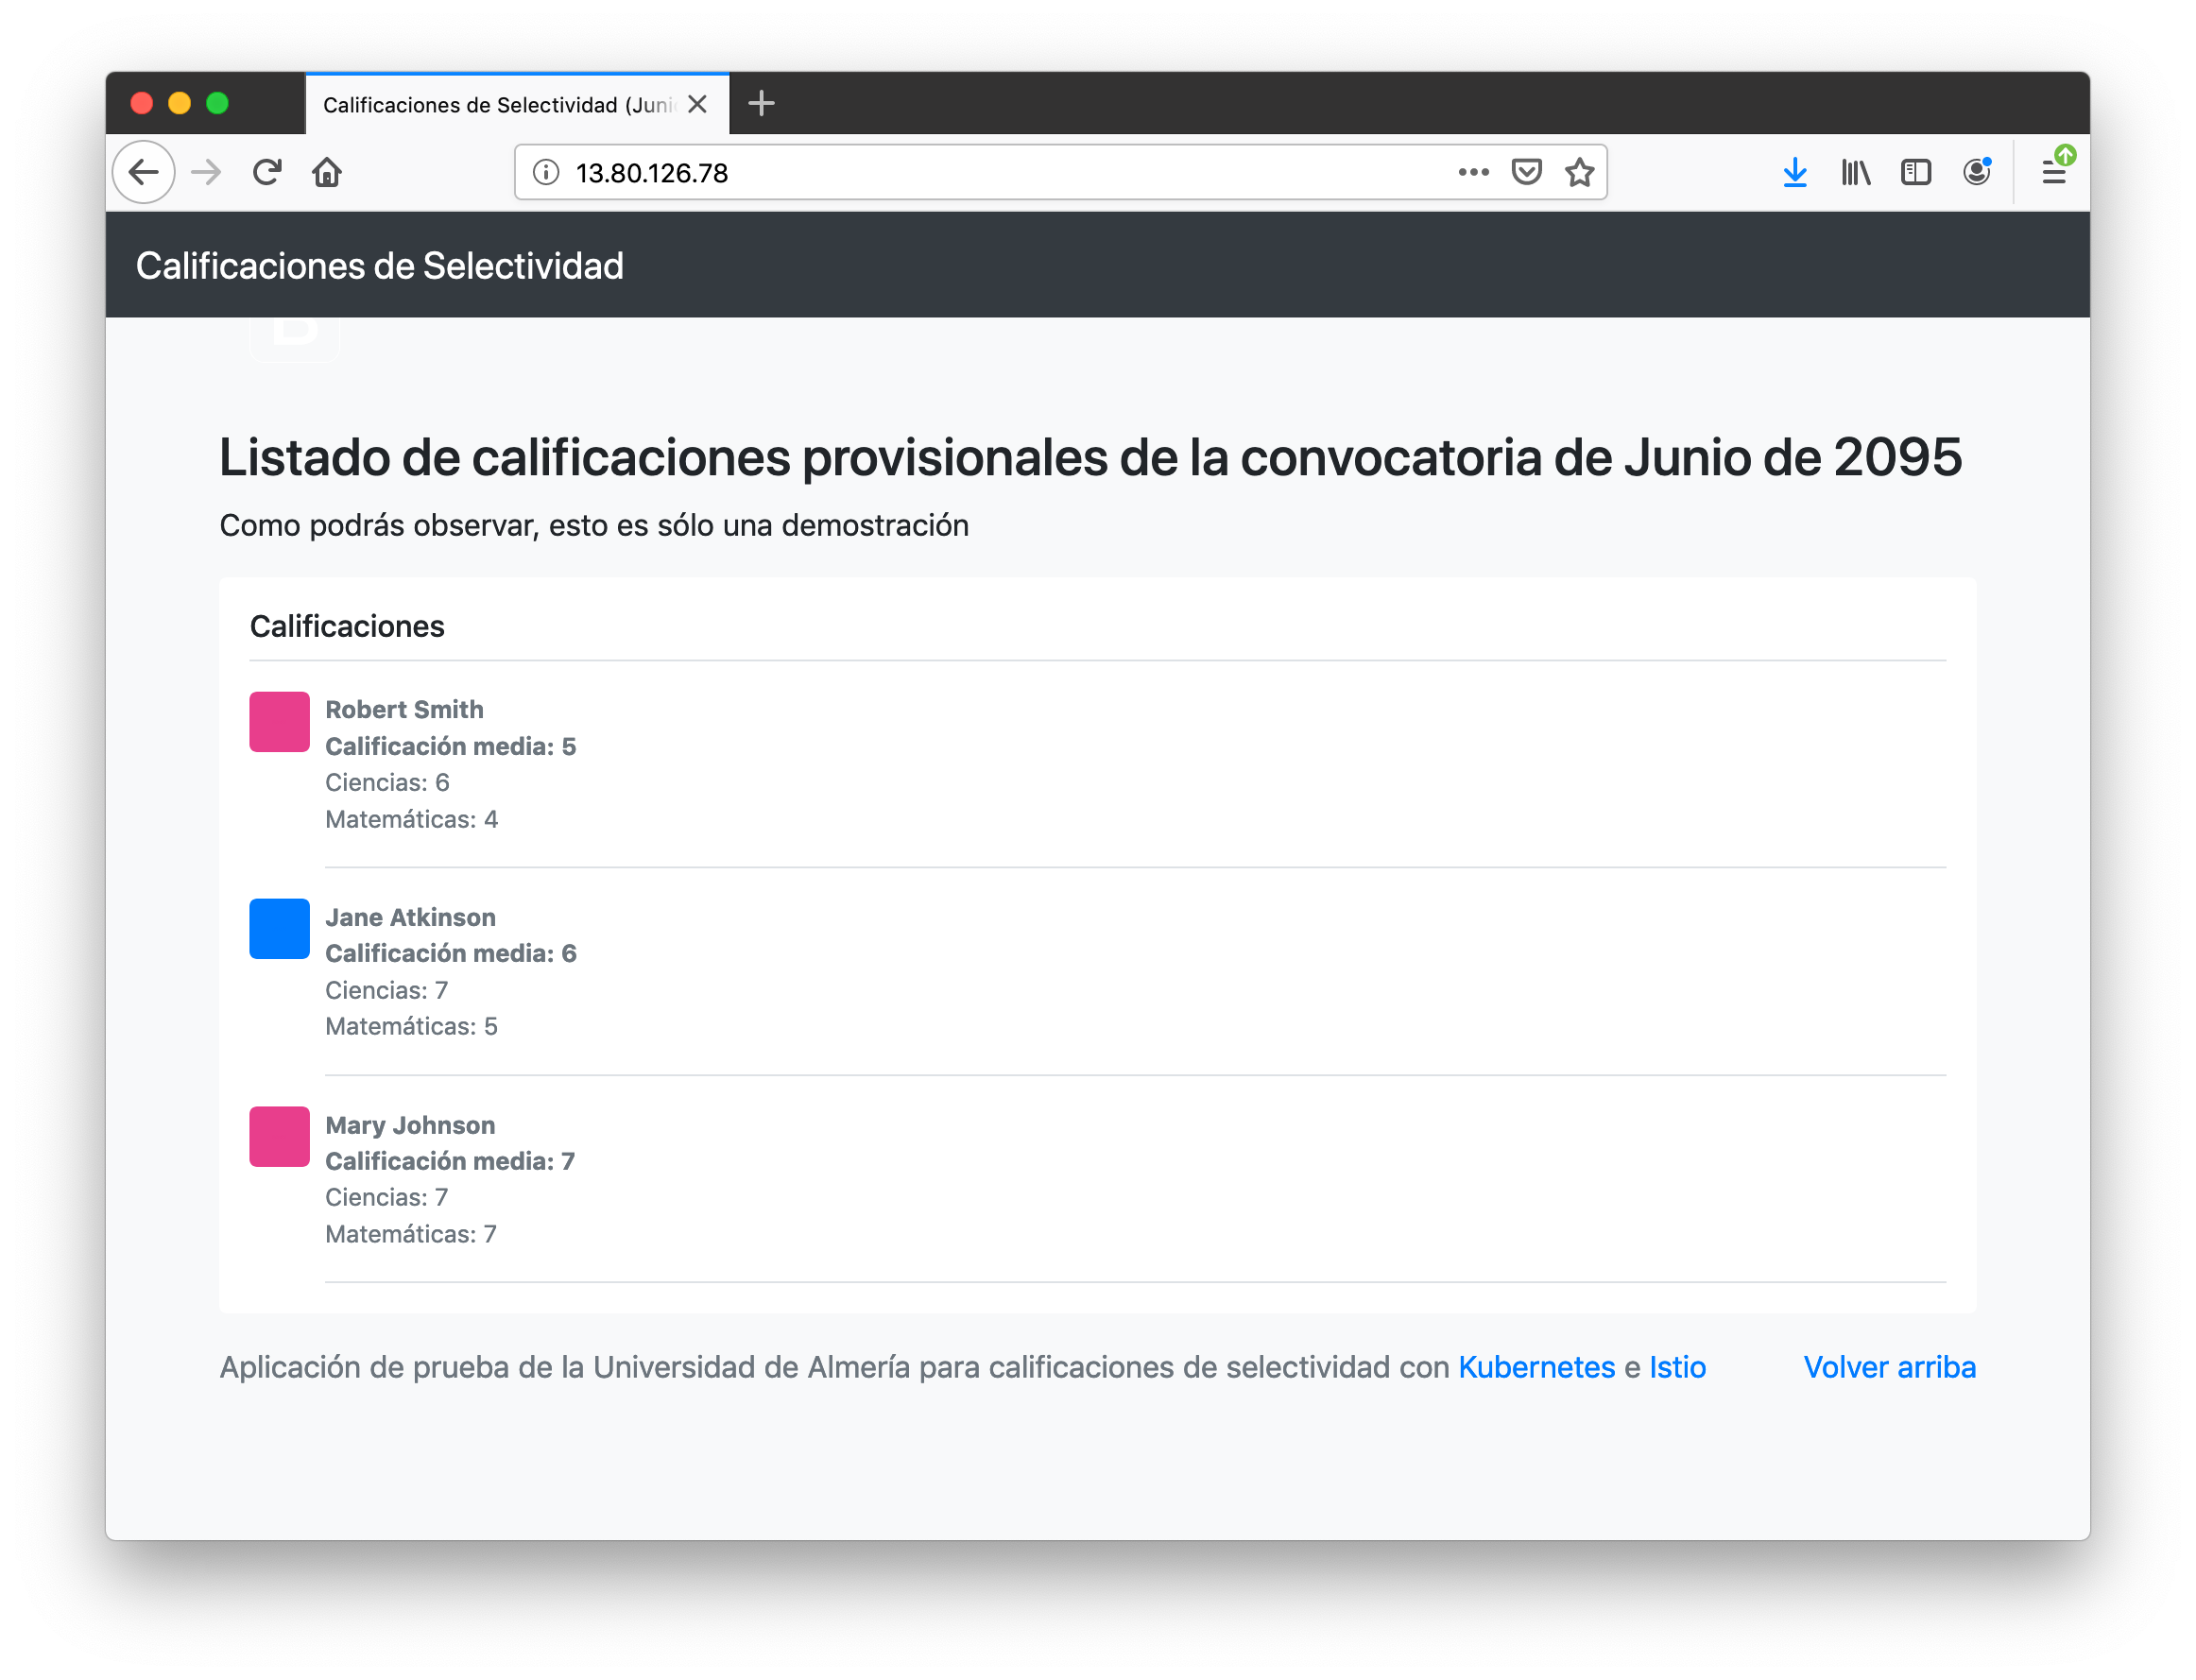 Calificaciones de Selectividad (Juni
13.80.126.78
Calificaciones de Selectividad
B
Listado de calificaciones provisionales de la convocatoria de Junio de 2095
Como podrás observar, esto es sólo una demostración
Calificaciones
Robert Smith
Calificación media: 5
Ciencias: 6
Matemáticas: 4
Jane Atkinson
Calificación media: 6
Ciencias: 7
Matemáticas: 5
Mary Johnson
Calificación media: 7
Ciencias: 7
Matemáticas: 7
Aplicación de prueba de la Universidad de Almería para calificaciones de selectividad con Kubernetes e Istio Volver arriba